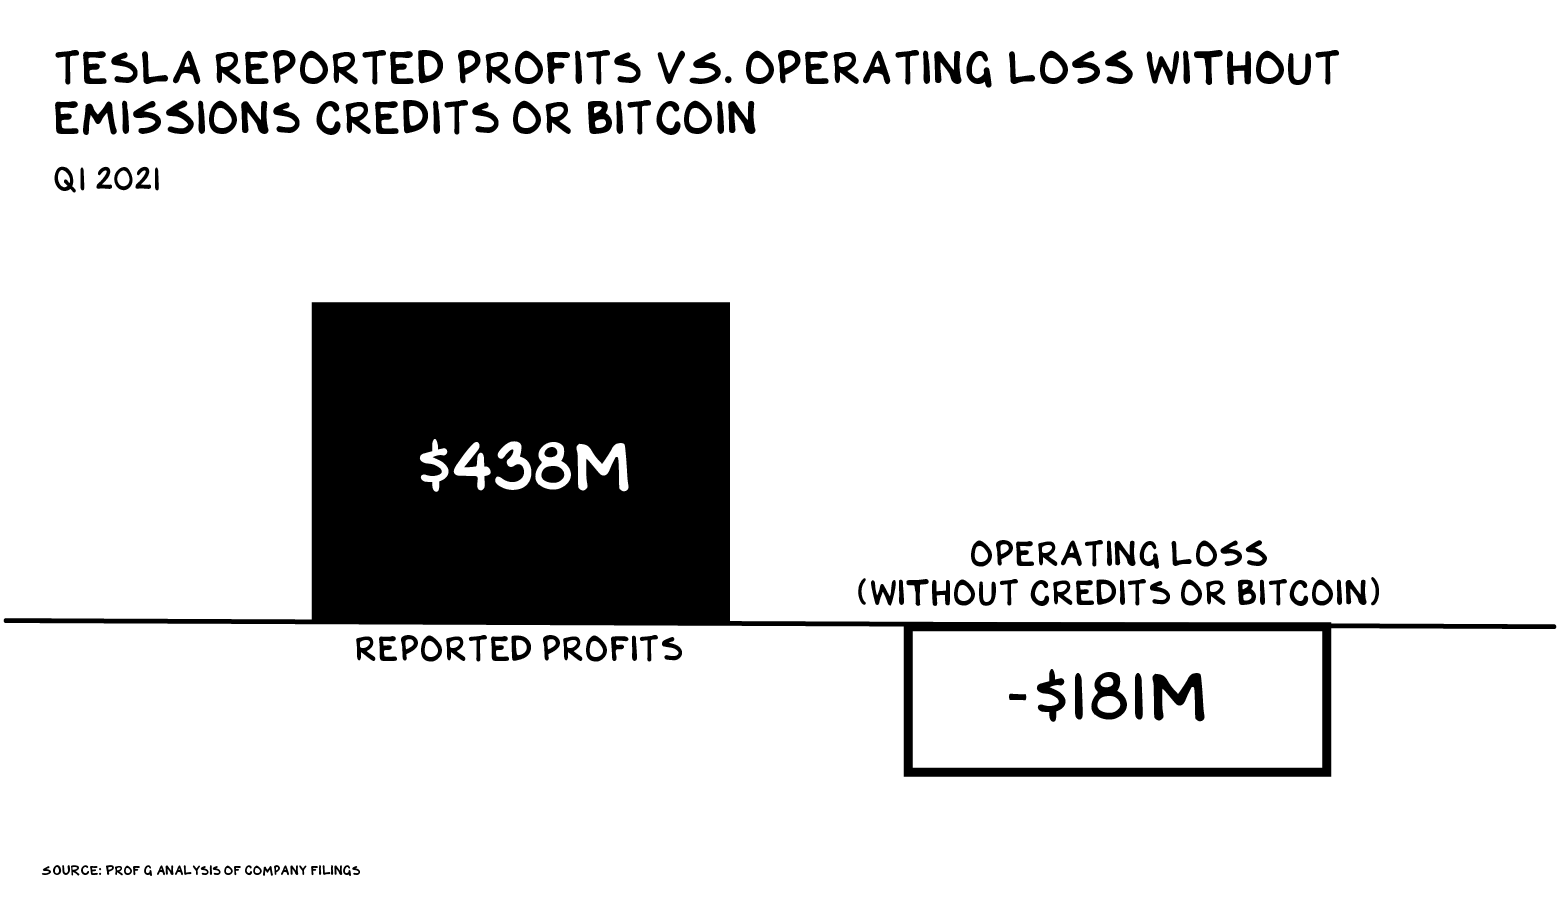 TESLA REPORTED PROFITS VS. OPERATING LOSS WITHOUT
EMISSIONS CREDITS OR BITCOIN
Q1 2021
$438M
REPORTED PROFITS
OPERATING LOSS
(WITHOUT CREDITS OR BITCOIN)
-$181M
SOURCE: PROF G ANALYSIS OF COMPANY FILINGS